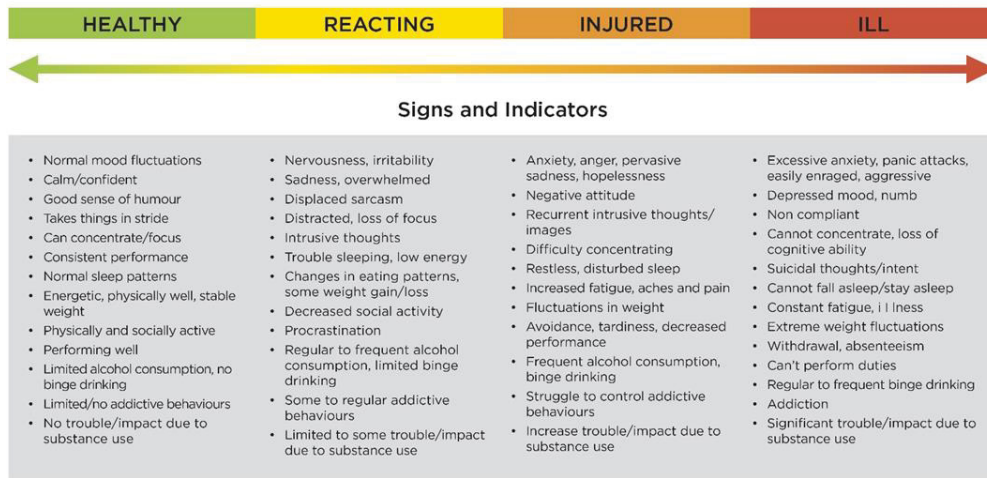 HEALTHY
REACTING
INJURED
ILL
Signs and Indicators
• Normal mood fluctuations
• Calm/confident
• Good sense of humour
• Takes things in stride
• Can concentrate/focus
• Consistent performance
• Normal sleep patterns
• Energetic, physically well, stable
weight
• Physically and socially active
• Performing well
• Limited alcohol consumption, no
binge drinking
• Limited/no addictive behaviours
• No trouble/impact due to
substance use
• Nervousness, irritability
• Sadness, overwhelmed
• Displaced sarcasm
• Distracted, loss of focus
• Intrusive thoughts
• Trouble sleeping, low energy
• Changes in eating patterns,
some weight gain/loss
• Decreased social activity
• Procrastination
• Regular to frequent alcohol
consumption, limited binge
drinking
• Some to regular addictive
behaviours
• Limited to some trouble/impact
due to substance use
• Anxiety, anger, pervasive
sadness, hopelessness
• Negative attitude
• Recurrent intrusive thoughts/
images
• Difficulty concentrating
• Restless, disturbed sleep
• Increased fatigue, aches and pain
• Fluctuations in weight
• Avoidance, tardiness, decreased
performance
• Frequent alcohol consumption,
binge drinking
• Struggle to control addictive
behaviours
• Increase trouble/impact due to
substance use
• Excessive anxiety, panic attacks,
easily enraged, aggressive
• Depressed mood, numb
• Non compliant
• Cannot concentrate, loss of
cognitive ability
• Suicidal thoughts/intent
• Cannot fall asleep/stay asleep
• Constant fatigue, i l lness
• Extreme weight fluctuations
• Withdrawal, absenteeism
• Can't perform duties
• Regular to frequent binge drinking
• Addiction
• Significant trouble/impact due to
substance use